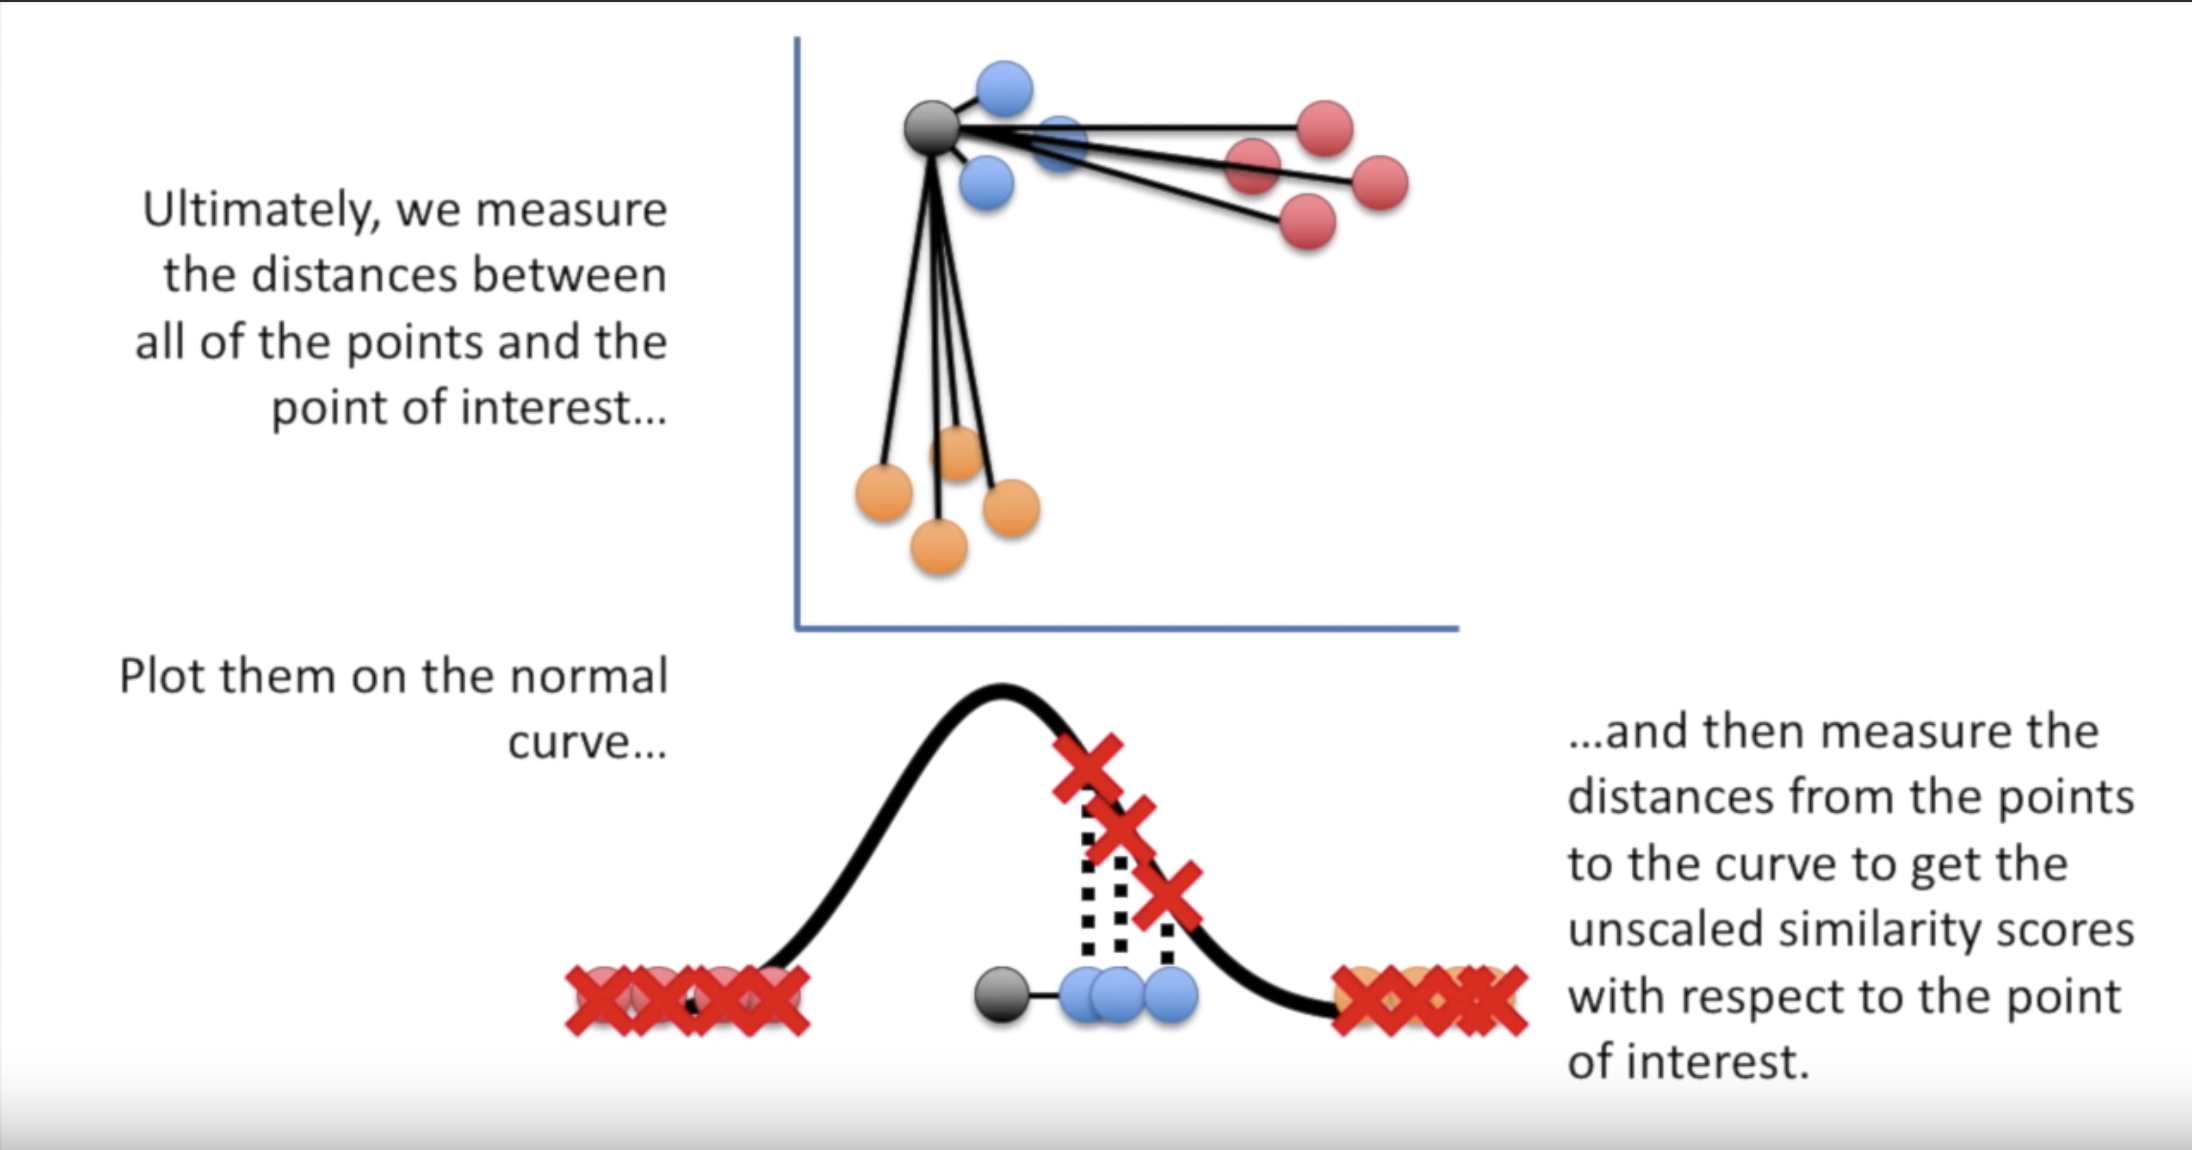 Ultimately, we measure
the distances between
all of the points and the
point of interest...
Plot them on the normal
curve...
...and then measure the
distances from the points
to the curve to get the
unscaled similarity scores
with respect to the point
of interest.